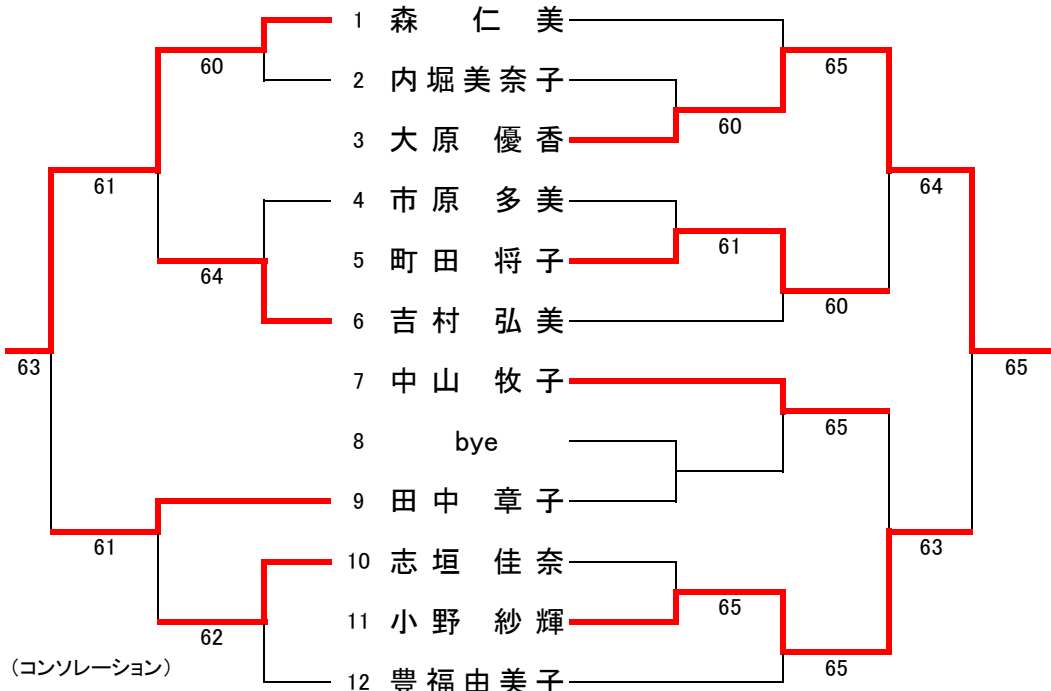 1 森 仁 美
60 65
2 内堀美奈子
60
3 大原 優香
61 64
4 市原 多美
61
5 町田 将子
64 60
6 吉村 弘美
63 65
7 中山 牧子
65
8 bye
9 田中 章子
61 63
10 志垣 佳奈
65
11 小野 紗輝
62 65
(コンソレーション)
12 豊福由美子